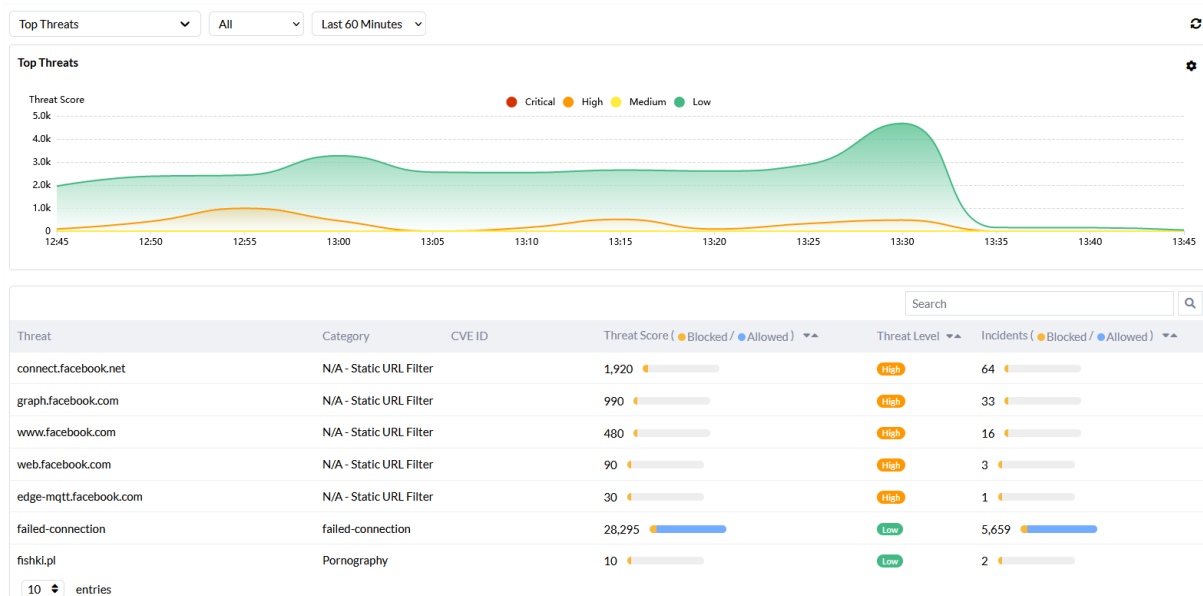 Top Threats All Last 60 Minutes
Top Threats
Threat Score
Critical High Medium Low
5.0k
4.0k
3.0k
2.0k
1.0k
0
12:45 12:50 12:55 13:00 13:05 13:10 13:15 13:20 13:25 13:30 13:35 13:40 13:45
Search
Threat Category CVE ID Threat Score ( Blocked / Allowed ) Threat Level Incidents ( Blocked / Allowed )
connect.facebook.net N/A - Static URL Filter 1,920 High 64
graph.facebook.com N/A - Static URL Filter 990 High 33
www.facebook.com N/A - Static URL Filter 480 High 16
web.facebook.com N/A - Static URL Filter 90 High 3
edge-mqtt.facebook.com N/A - Static URL Filter 30 High 1
failed-connection failed-connection 28,295 Low 5,659
fishki.pl Pornography 10 Low 2
10 entries